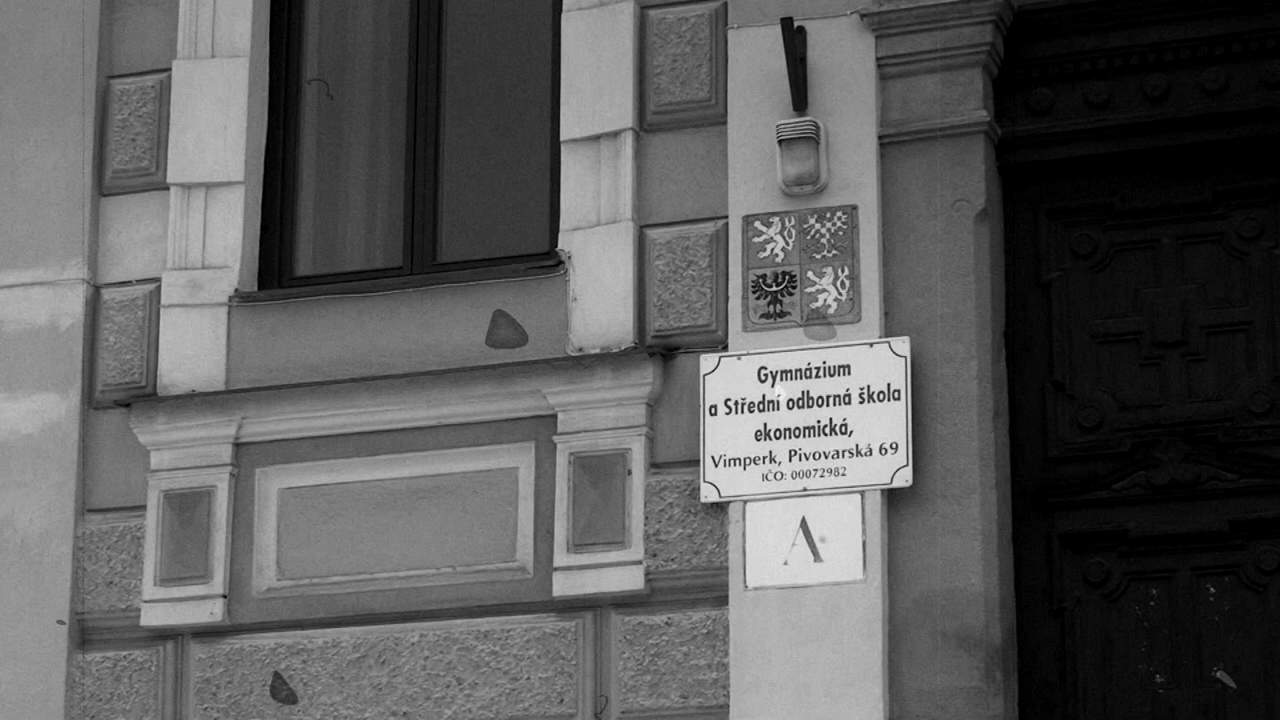 Gymnázium
a Střední odborná škola
ekonomická,
Vimperk, Pivovarská 69
IČO: 00072982
A